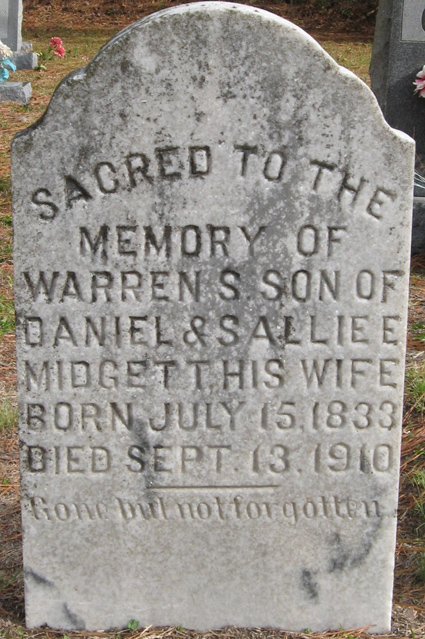 SACRED TO THE
MEMORY OF
WARREN S. SON OF
DANIEL & SALLIE E.
MIDGETT HIS WIFE
BORN JULY 15, 1833
DIED SEPT. 13, 1910
Gone but not forgotten.